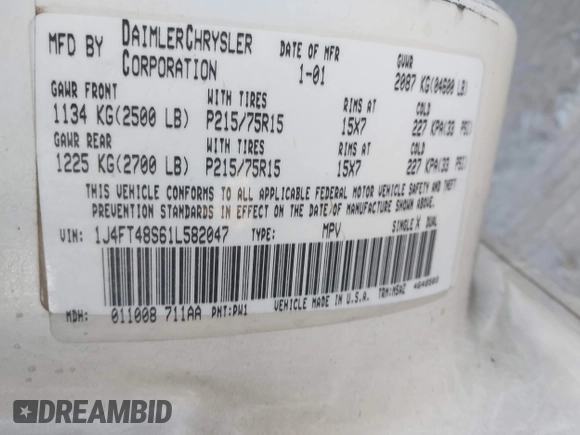 MFD BY DAIMLERCHRYSLER CORPORATION DATE OF MFR 1-01 GVWR 2087 KG(04600 LB)
GAWR FRONT WITH TIRES RIMS AT COLD
1134 KG(2500 LB) P215/75R15 15X7 227 KPA(33 PSI)
GAWR REAR WITH TIRES RIMS AT COLD
1225 KG(2700 LB) P215/75R15 15X7 227 KPA(33 PSI)
THIS VEHICLE CONFORMS TO ALL APPLICABLE FEDERAL MOTOR VEHICLE SAFETY AND THEFT
PREVENTION STANDARDS IN EFFECT ON THE DATE OF MANUFACTURE SHOWN ABOVE.
VIN: 1J4FT48S61L582047 TYPE: MPV SINGLE X DUAL
VEHICLE MADE IN U.S.A. TRM:MSAZ
MDH: 011008 711AA PNT:PW1
DREAMBID